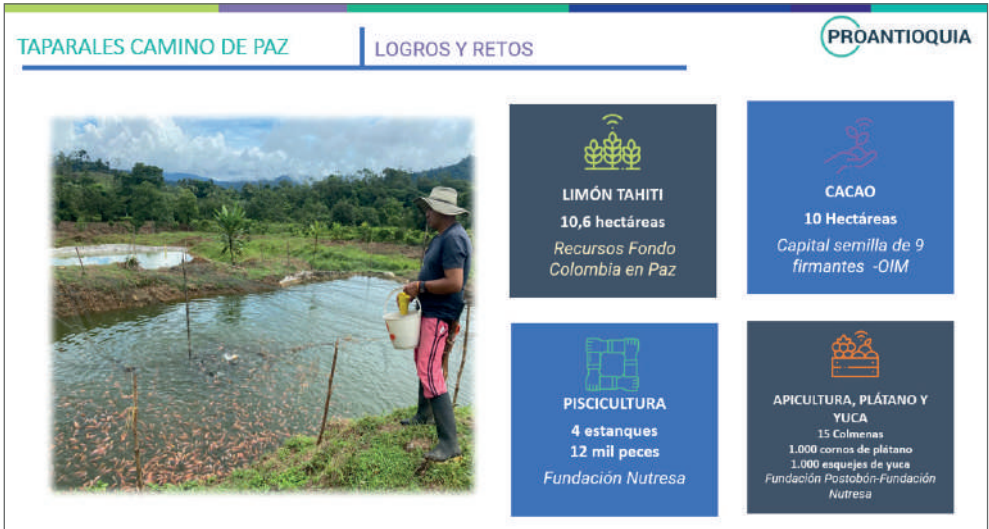 TAPARALES CAMINO DE PAZ
LOGROS Y RETOS
PROANTIOQUIA
LIMÓN TAHITI
10,6 hectáreas
Recursos Fondo
Colombia en Paz
CACAO
10 Hectáreas
Capital semilla de 9
firmantes -OIM
PISCICULTURA
4 estanques
12 mil peces
Fundación Nutresa
APICULTURA, PLÁTANO Y
YUCA
15 Colmenas
1.000 cornos de plátano
1.000 esquejes de yuca
Fundación Postobón-Fundación
Nutresa